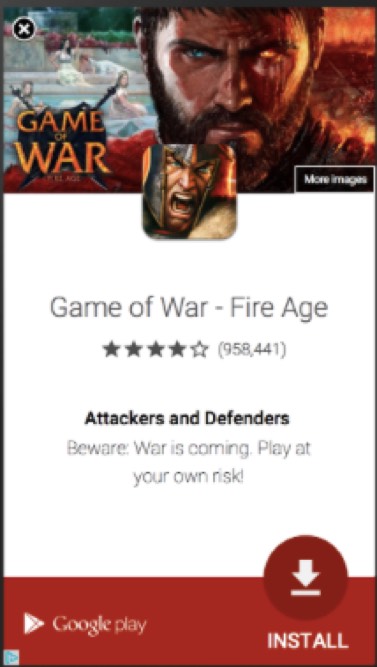 GAME
OF
WAR
FIRE AGE
More images
Game of War - Fire Age
(958,441)
Attackers and Defenders
Beware: War is coming. Play at
your own risk!
Google play
INSTALL